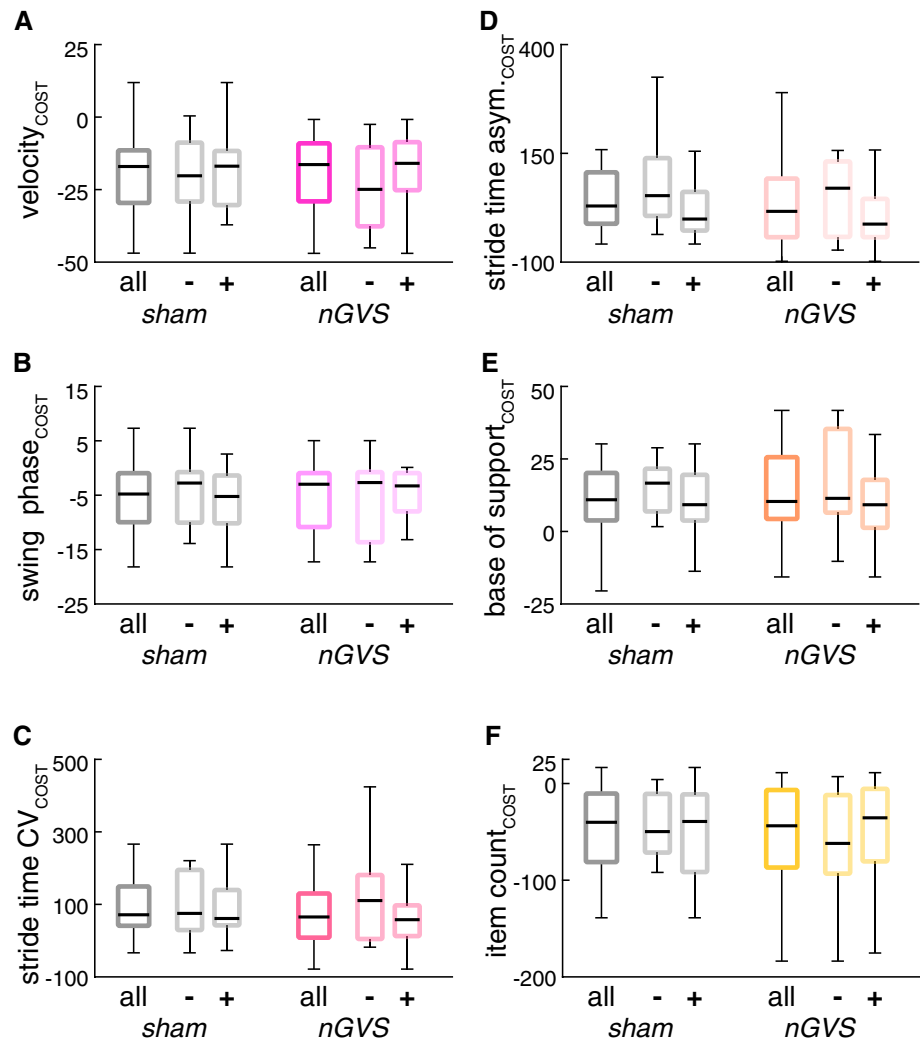 A
velocityCOST
25
0
-25
-50
all - + all - +
sham nGVS
B
swing phaseCOST
15
5
-5
-15
-25
all - + all - +
sham nGVS
C
stride time CVCOST
500
300
100
-100
all - + all - +
sham nGVS
D
stride time asym.COST
400
150
-100
all - + all - +
sham nGVS
E
base of supportCOST
50
25
0
-25
all - + all - +
sham nGVS
F
item countCOST
25
0
-100
-200
all - + all - +
sham nGVS